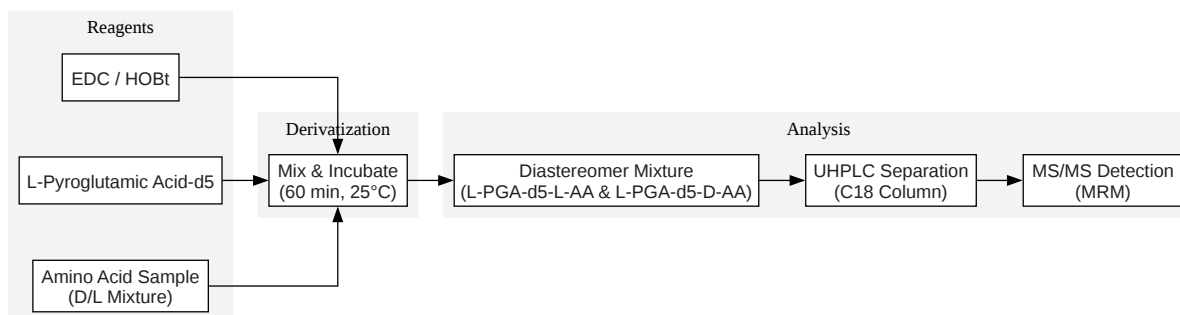 Reagents
EDC / HOBt
L-Pyroglutamic Acid-d5
Amino Acid Sample
(D/L Mixture)
Derivatization
Mix & Incubate
(60 min, 25°C)
Analysis
Diastereomer Mixture
(L-PGA-d5-L-AA & L-PGA-d5-D-AA)
UHPLC Separation
(C18 Column)
MS/MS Detection
(MRM)